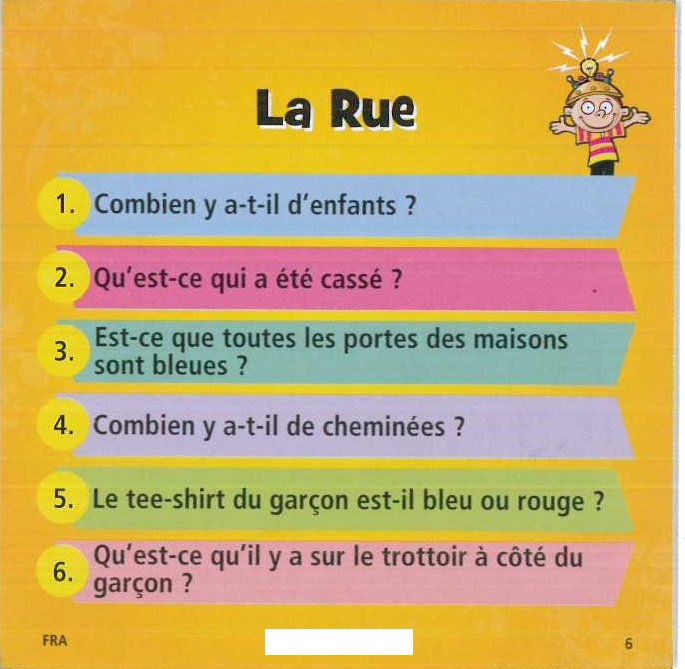 La Rue
1. Combien y a-t-il d'enfants ?
2. Qu'est-ce qui a été cassé ?
3. Est-ce que toutes les portes des maisons
sont bleues ?
4. Combien y a-t-il de cheminées ?
5. Le tee-shirt du garçon est-il bleu ou rouge ?
6. Qu'est-ce qu'il y a sur le trottoir à côté du
garçon ?
FRA
6